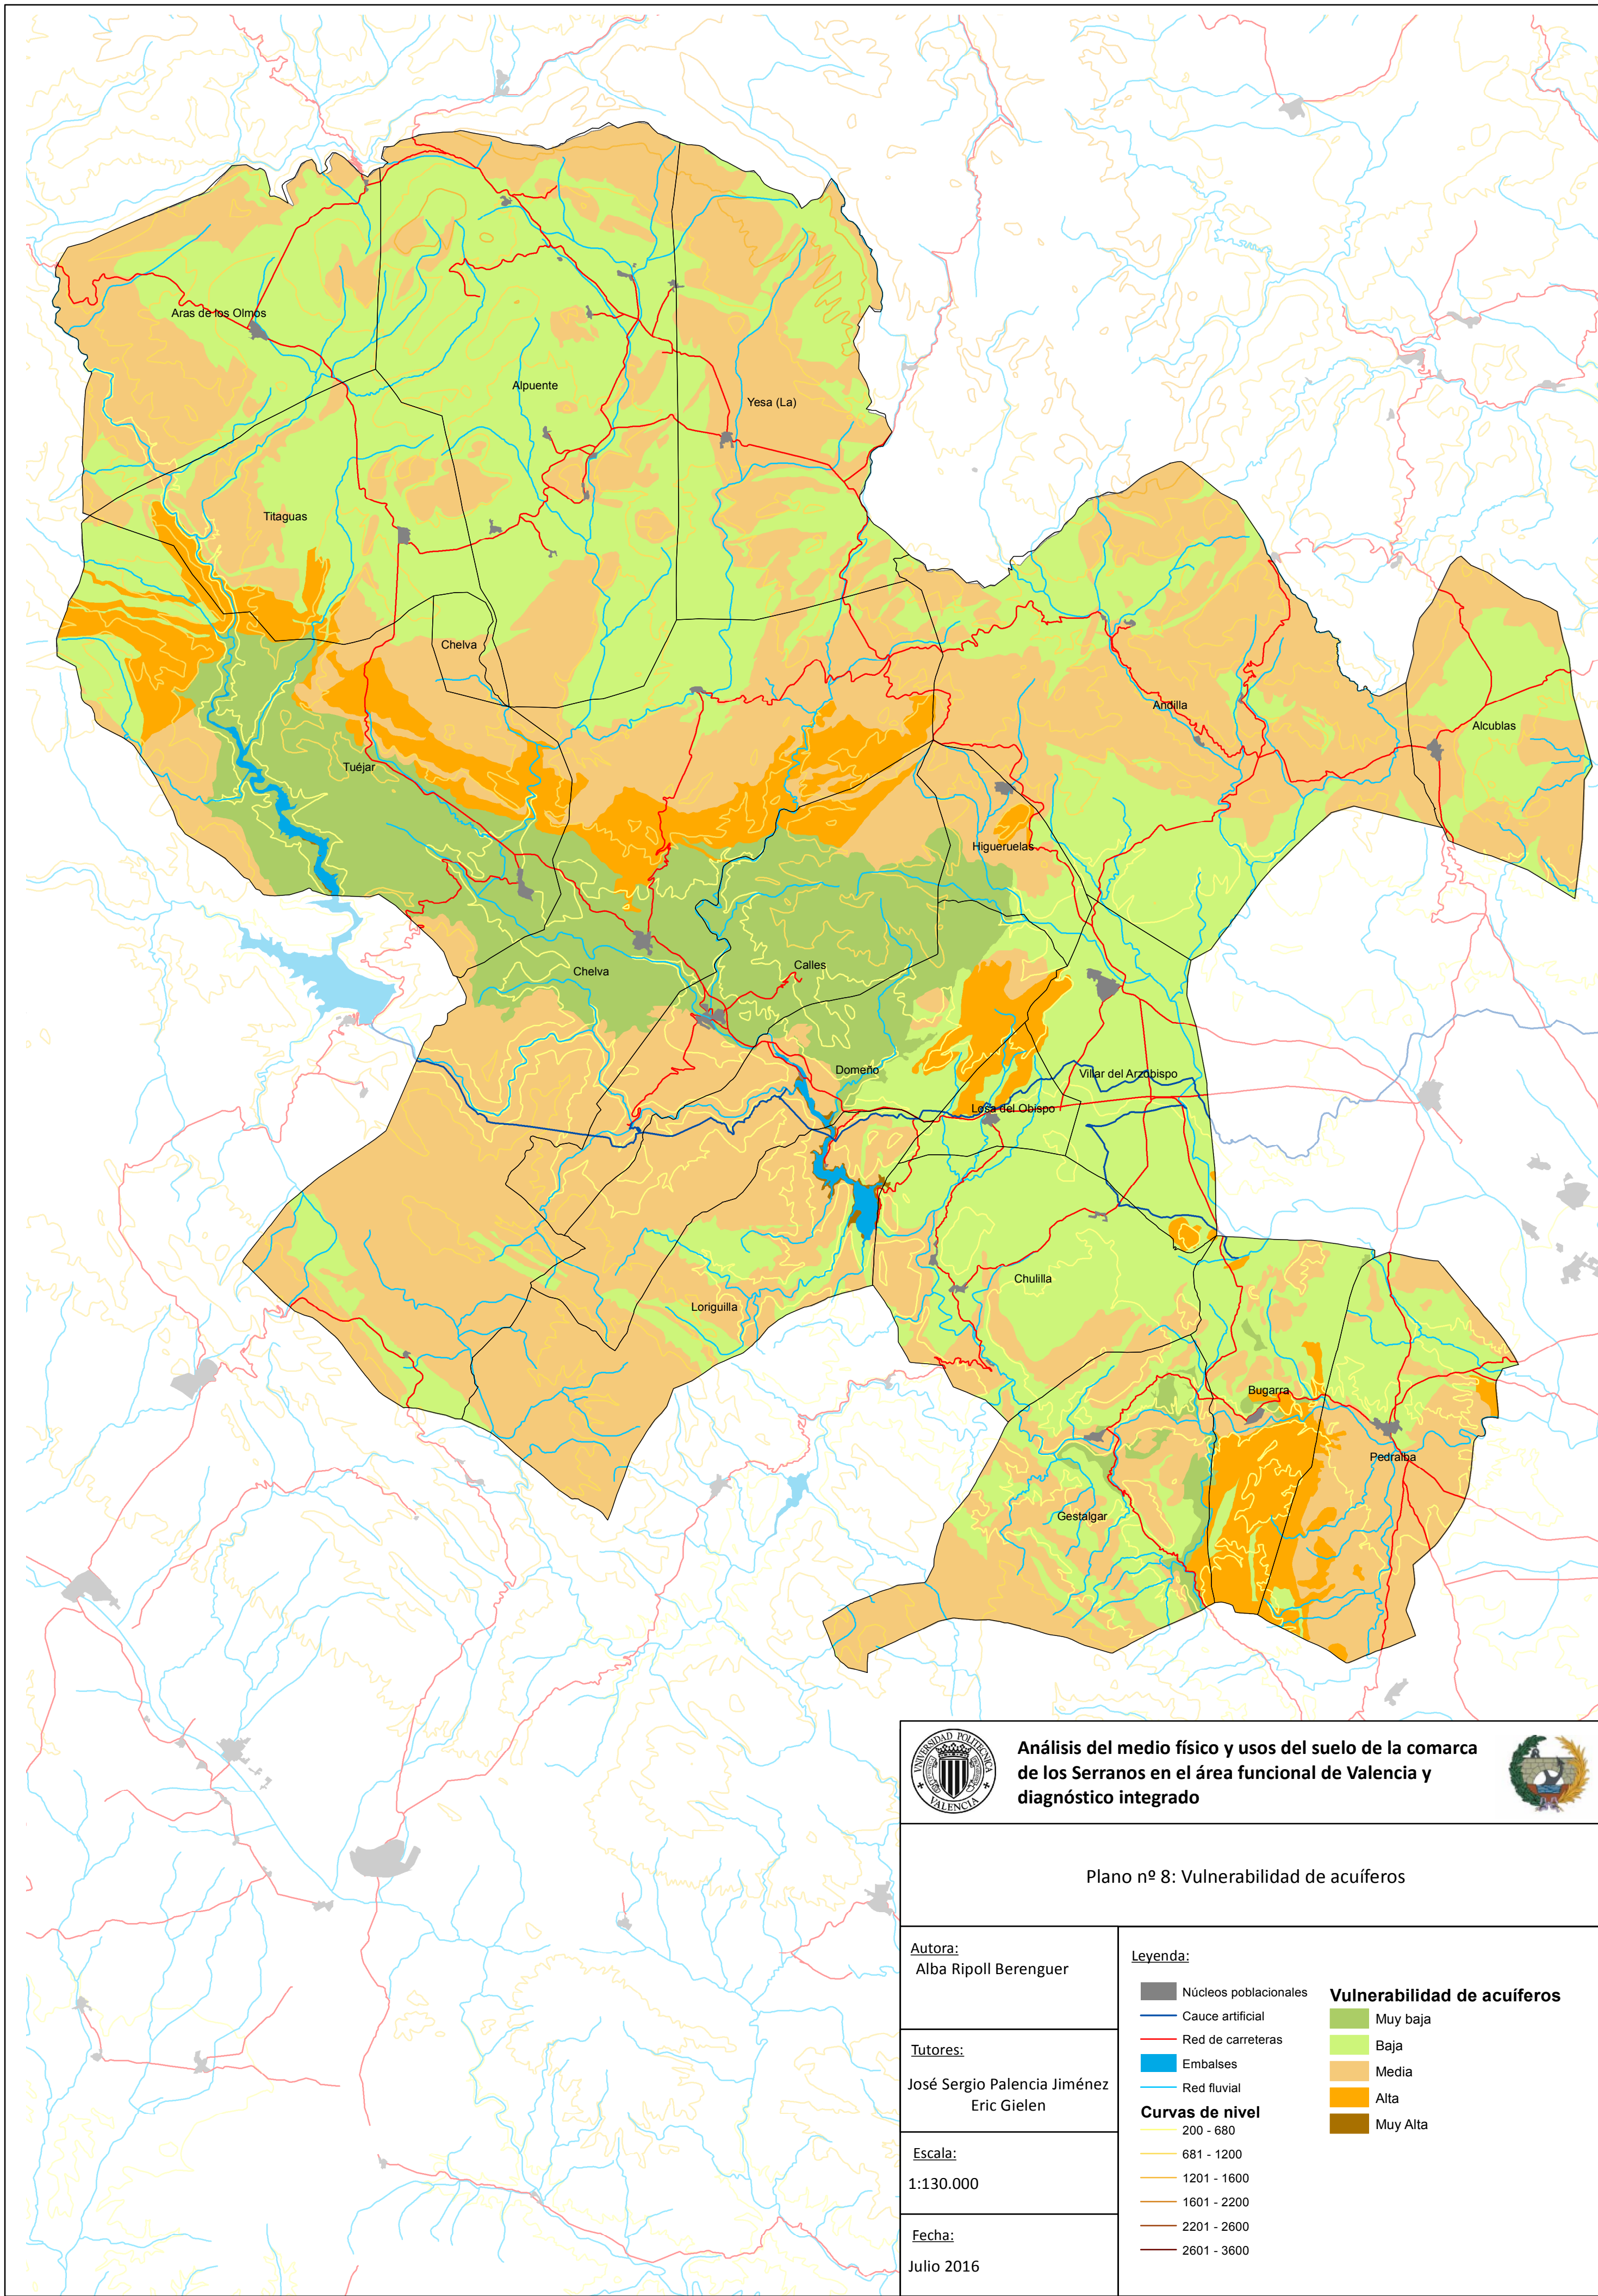 Aras de los Olmos
Alpuente
Yesa (La)
Titaguas
Chelva
Andilla
Alcublas
Tuéjar
Higueruelas
Calles
Chelva
Domeño
Villar del Arzobispo
Losa del Obispo
Chulilla
Loriguilla
Bugarra
Pedralba
Gestalgar
UNIVERSIDAD POLITECNICA
VALENCIA
Análisis del medio físico y usos del suelo de la comarca
de los Serranos en el área funcional de Valencia y
diagnóstico integrado
Plano nº 8: Vulnerabilidad de acuíferos
Autora:
Alba Ripoll Berenguer
Tutores:
José Sergio Palencia Jiménez
Eric Gielen
Escala:
1:130.000
Fecha:
Julio 2016
Leyenda:
Núcleos poblacionales
Cauce artificial
Red de carreteras
Embalses
Red fluvial
Curvas de nivel
200 - 680
681 - 1200
1201 - 1600
1601 - 2200
2201 - 2600
2601 - 3600
Vulnerabilidad de acuíferos
Muy baja
Baja
Media
Alta
Muy Alta